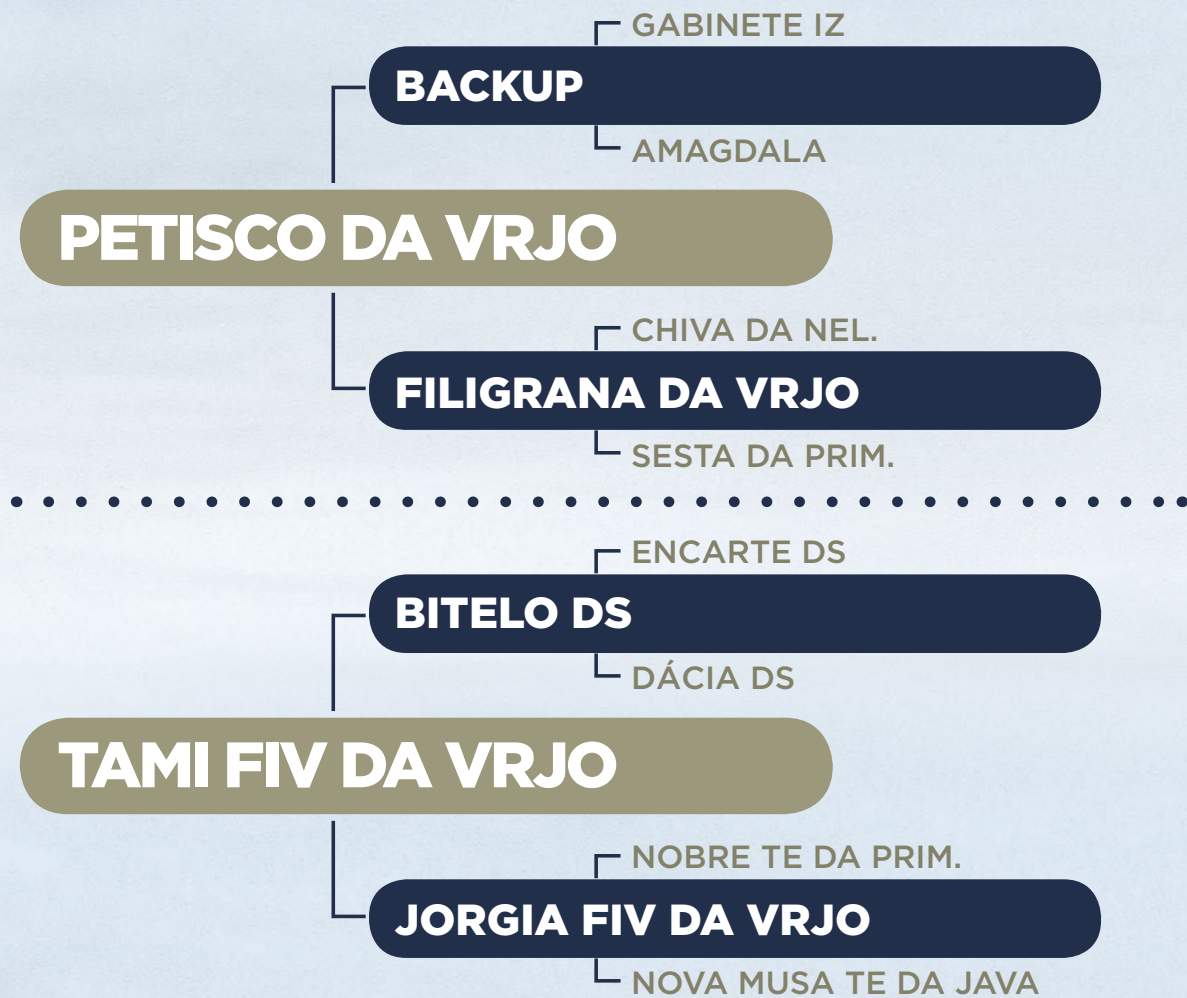 GABINETE IZ
BACKUP
AMAGDALA
PETISCO DA VRJO
CHIVA DA NEL.
FILIGRANA DA VRJO
SESTA DA PRIM.
ENCARTE DS
BITELO DS
DÁCIA DS
TAMI FIV DA VRJO
NOBRE TE DA PRIM.
JORGIA FIV DA VRJO
NOVA MUSA TE DA JAVA